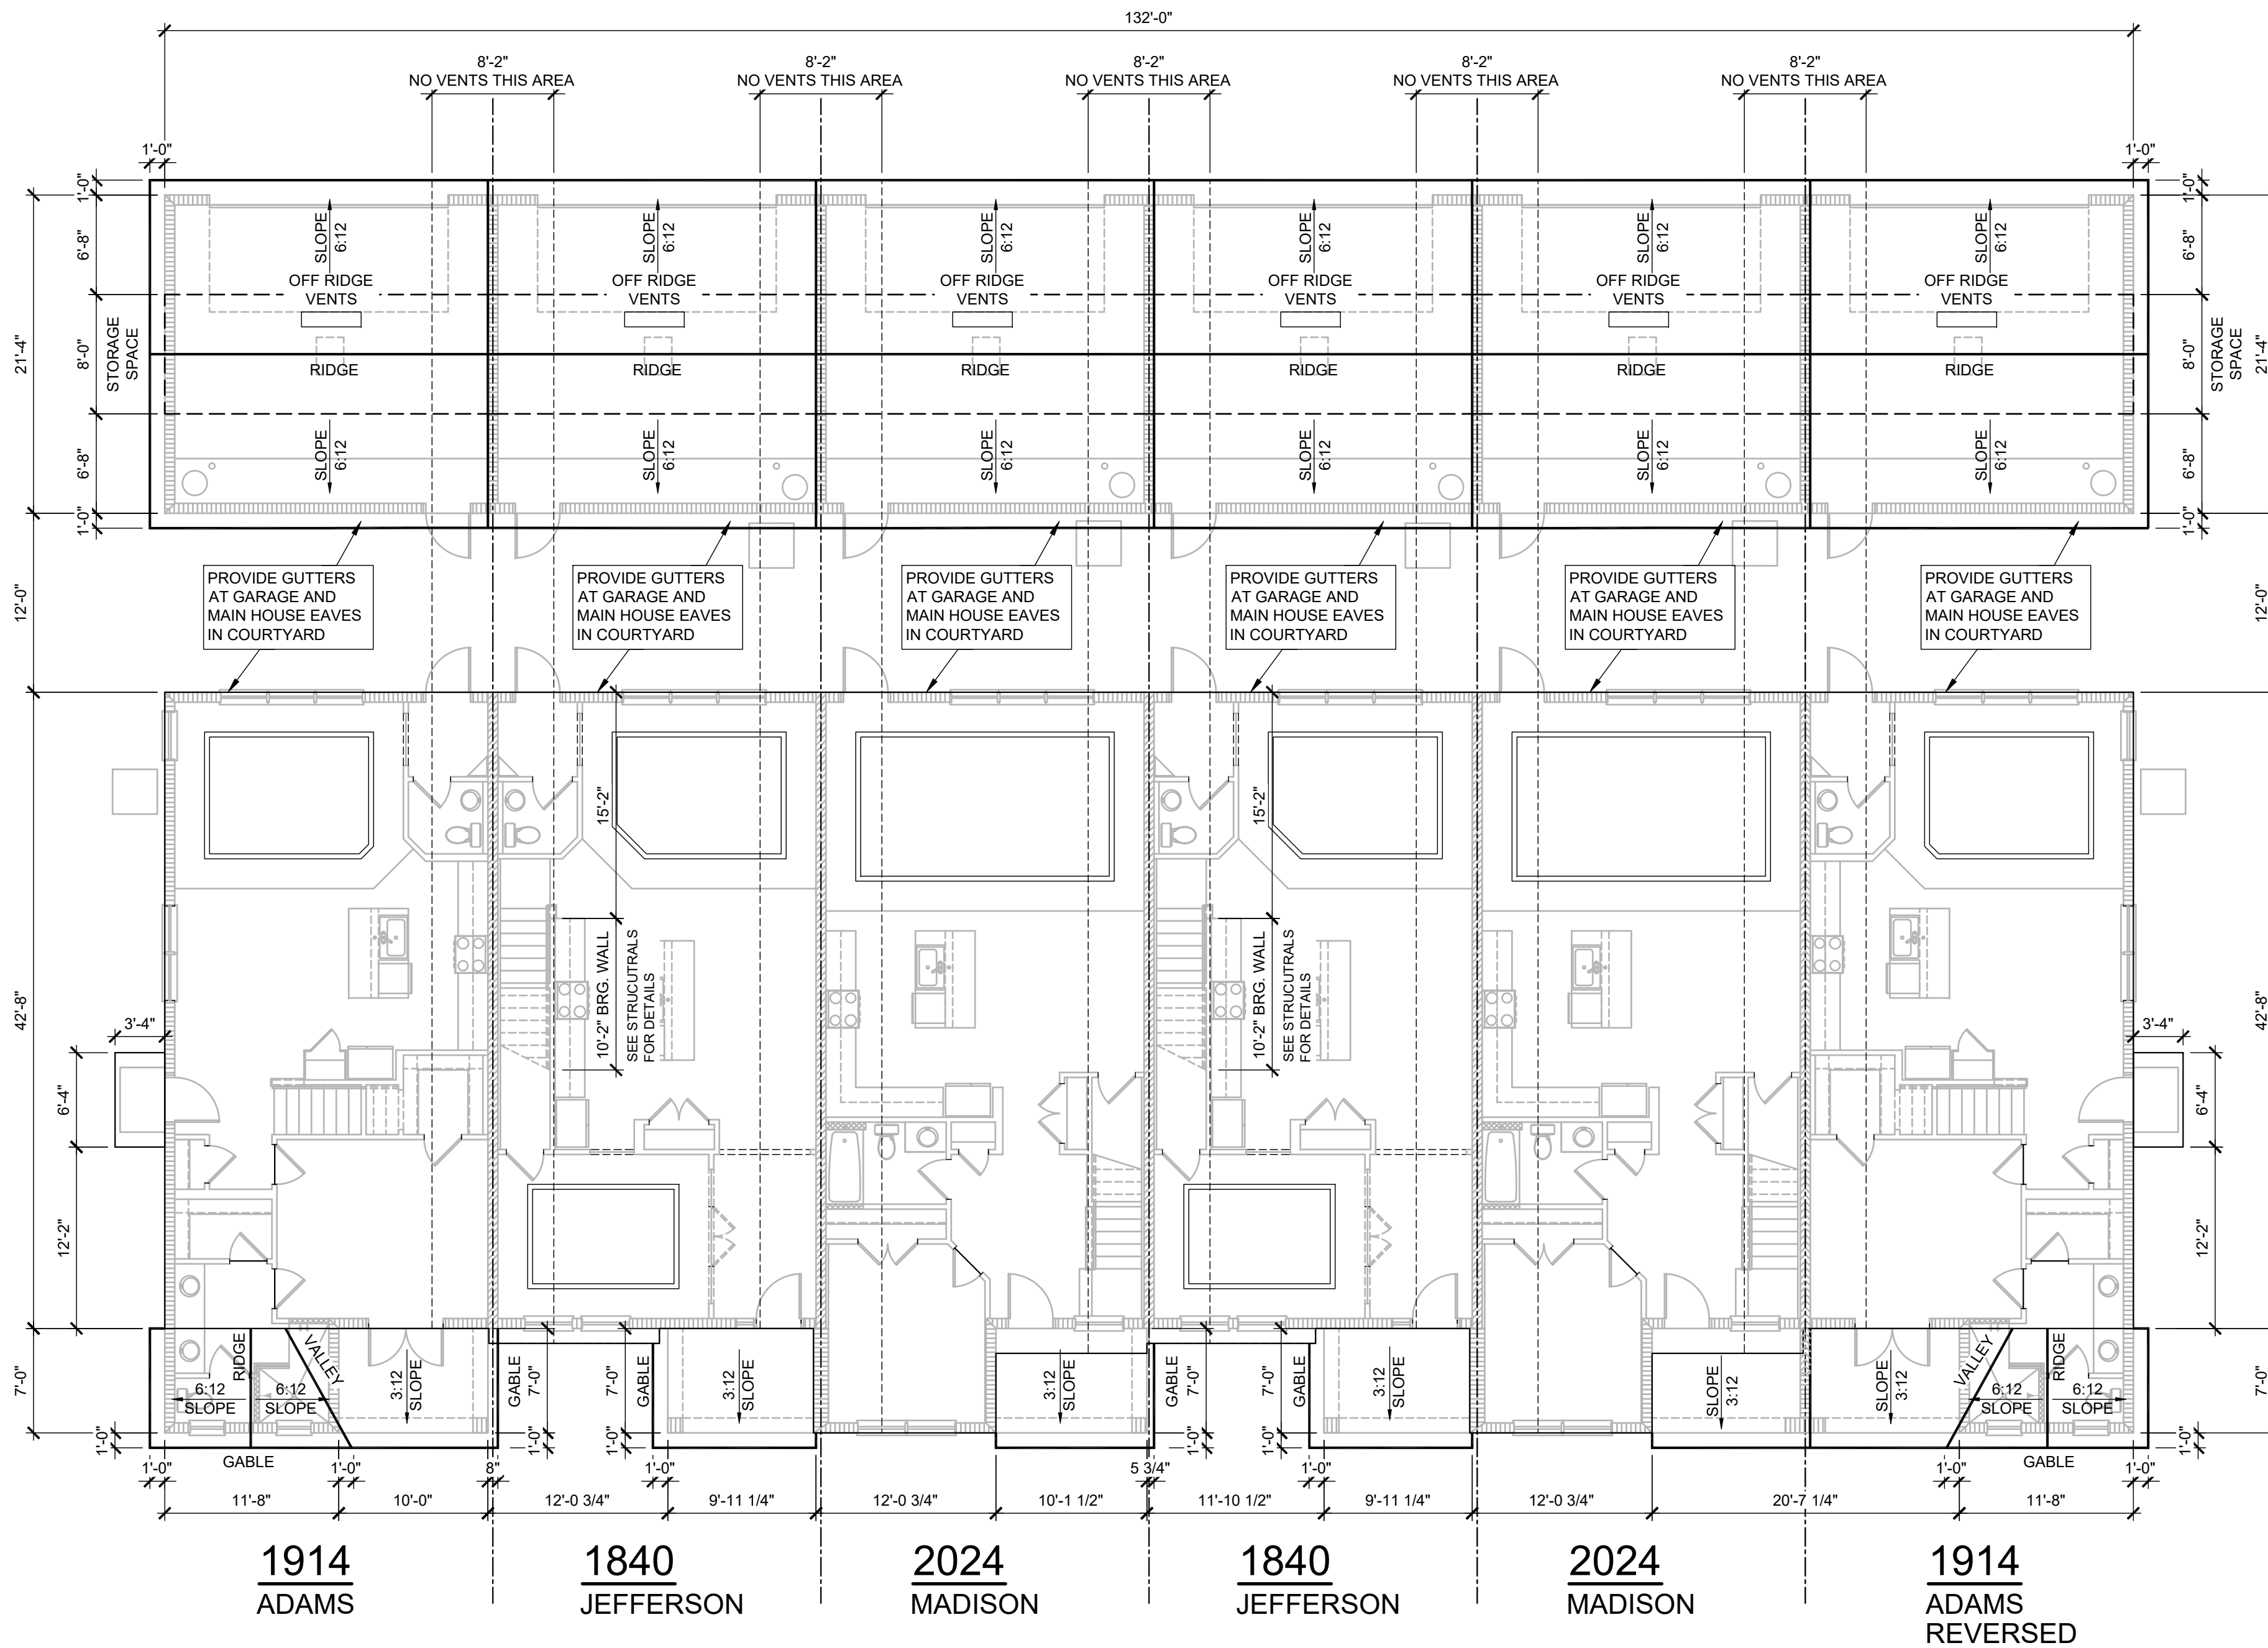 132'-0"
8'-2" 8'-2" 8'-2" 8'-2" 8'-2"
NO VENTS THIS AREA NO VENTS THIS AREA NO VENTS THIS AREA NO VENTS THIS AREA NO VENTS THIS AREA
1'-0" 1'-0"
1'-0" 1'-0"
6'-8" 6'-8"
SLOPE 6:12 SLOPE 6:12 SLOPE 6:12 SLOPE 6:12 SLOPE 6:12 SLOPE 6:12
OFF RIDGE OFF RIDGE OFF RIDGE OFF RIDGE OFF RIDGE OFF RIDGE
VENTS VENTS VENTS VENTS VENTS VENTS
21'-4" 8'-0" STORAGE SPACE 8'-0" STORAGE SPACE 21'-4"
RIDGE RIDGE RIDGE RIDGE RIDGE RIDGE
6'-8" 6'-8"
SLOPE 6:12 SLOPE 6:12 SLOPE 6:12 SLOPE 6:12 SLOPE 6:12 SLOPE 6:12
1'-0" 1'-0"
12'-0" 12'-0"
PROVIDE GUTTERS PROVIDE GUTTERS PROVIDE GUTTERS PROVIDE GUTTERS PROVIDE GUTTERS PROVIDE GUTTERS
AT GARAGE AND AT GARAGE AND AT GARAGE AND AT GARAGE AND AT GARAGE AND AT GARAGE AND
MAIN HOUSE EAVES MAIN HOUSE EAVES MAIN HOUSE EAVES MAIN HOUSE EAVES MAIN HOUSE EAVES MAIN HOUSE EAVES
IN COURTYARD IN COURTYARD IN COURTYARD IN COURTYARD IN COURTYARD IN COURTYARD
15'-2" 15'-2"
42'-8" 42'-8"
10'-2" BRG. WALL 10'-2" BRG. WALL
SEE STRUCUTRALS SEE STRUCUTRALS
FOR DETAILS FOR DETAILS
3'-4" 3'-4"
6'-4" 6'-4"
12'-2" 12'-2"
7'-0" 7'-0"
RIDGE VALLEY VALLEY RIDGE
6:12 SLOPE 6:12 SLOPE 3:12 SLOPE
GABLE 7'-0" 7'-0" GABLE 3:12 SLOPE
3:12 SLOPE
GABLE 7'-0" 7'-0" GABLE 3:12 SLOPE
SLOPE 3:12
SLOPE 3:12 6:12 SLOPE 6:12 SLOPE
1'-0" 1'-0" 1'-0" 1'-0" 1'-0" 1'-0"
GABLE GABLE
1'-0" 1'-0" 8" 1'-0" 5 3/4" 1'-0" 1'-0" 1'-0"
11'-8" 10'-0" 12'-0 3/4" 9'-11 1/4" 12'-0 3/4" 10'-1 1/2" 11'-10 1/2" 9'-11 1/4" 12'-0 3/4" 20'-7 1/4" 11'-8"
1914 1840 2024 1840 2024 1914
ADAMS JEFFERSON MADISON JEFFERSON MADISON ADAMS
REVERSED